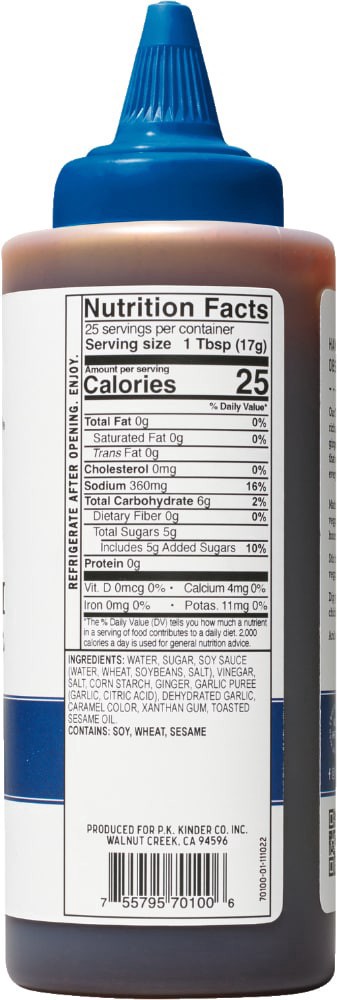 REFRIGERATE AFTER OPENING. ENJOY.
Nutrition Facts
25 servings per container
Serving size 1 Tbsp (17g)
Amount per serving
Calories 25
% Daily Value*
Total Fat 0g 0%
Saturated Fat 0g 0%
Trans Fat 0g
Cholesterol 0mg 0%
Sodium 360mg 16%
Total Carbohydrate 6g 2%
Dietary Fiber 0g 0%
Total Sugars 5g
Includes 5g Added Sugars 10%
Protein 0g
Vit. D 0mcg 0% • Calcium 4mg 0%
Iron 0mg 0% • Potas. 11mg 0%
*The % Daily Value (DV) tells you how much a nutrient
in a serving of food contributes to a daily diet. 2,000
calories a day is used for general nutrition advice.
INGREDIENTS: WATER, SUGAR, SOY SAUCE
(WATER, WHEAT, SOYBEANS, SALT), VINEGAR,
SALT, CORN STARCH, GINGER, GARLIC PUREE
(GARLIC, CITRIC ACID), DEHYDRATED GARLIC,
CARAMEL COLOR, XANTHAN GUM, TOASTED
SESAME OIL.
CONTAINS: SOY, WHEAT, SESAME
PRODUCED FOR P.K. KINDER CO. INC.
WALNUT CREEK, CA 94596
70100-01-111022
7 55795 70100 6